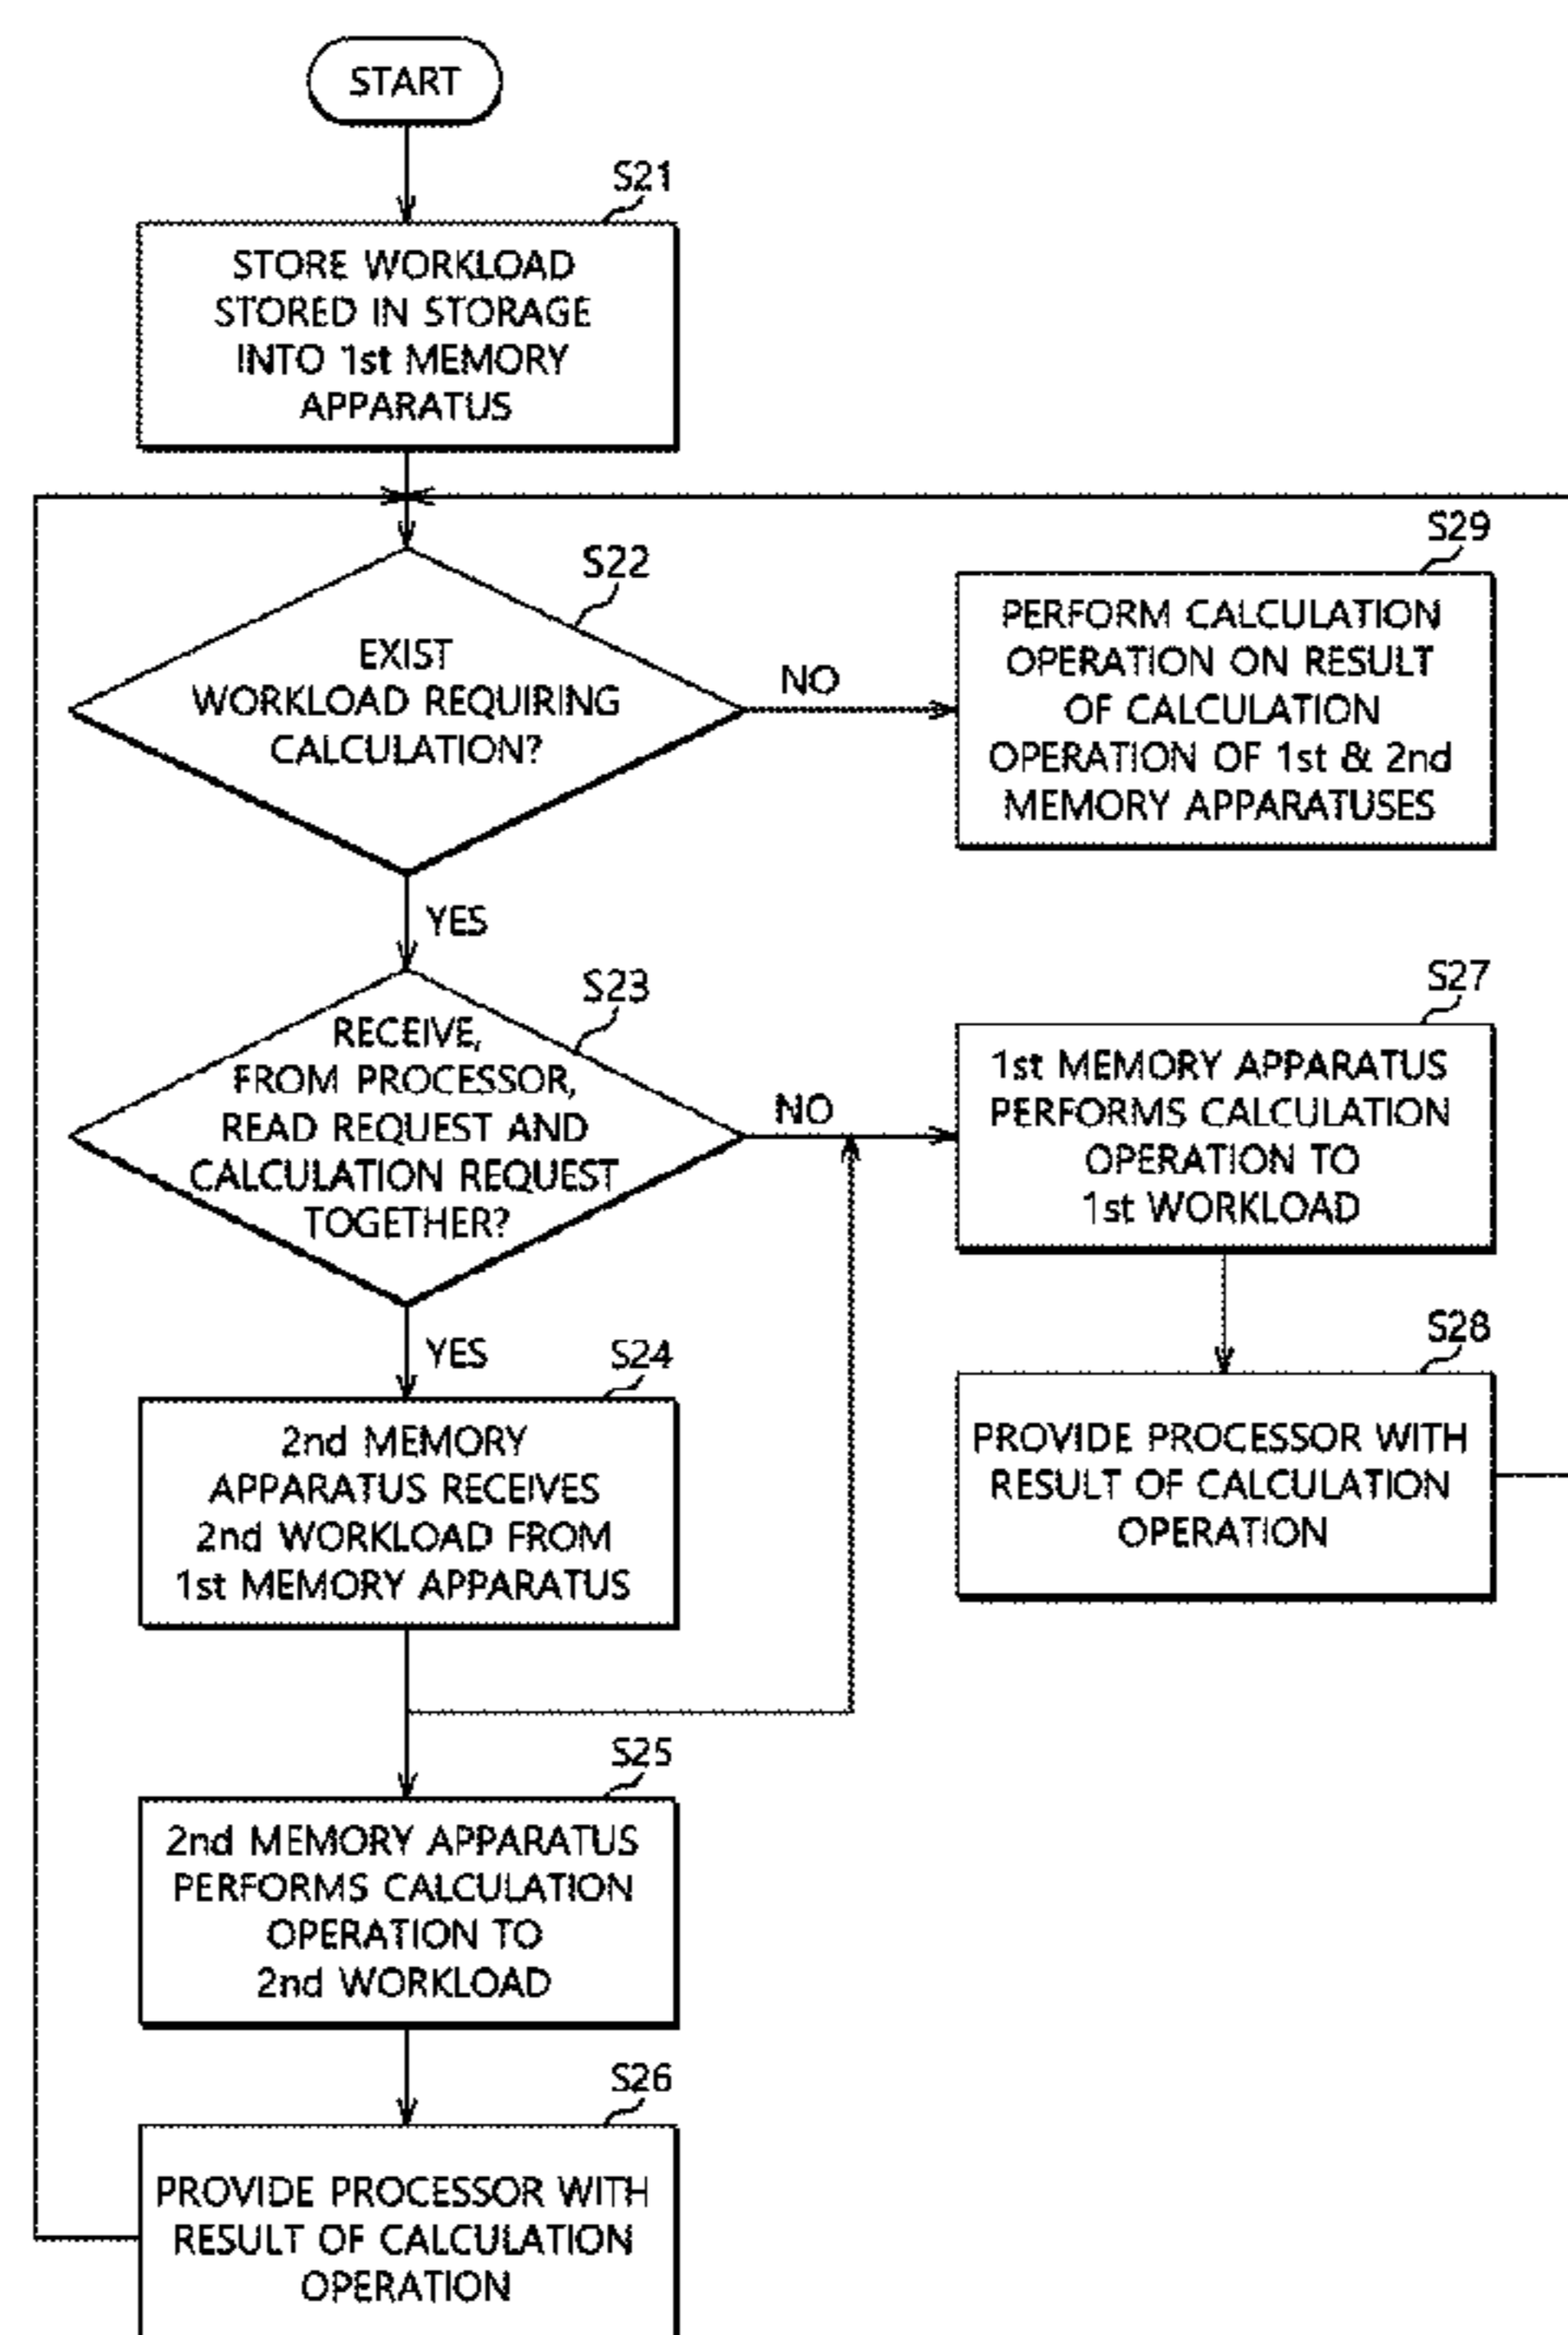 START
S21
STORE WORKLOAD
STORED IN STORAGE
INTO 1st MEMORY
APPARATUS
S22
EXIST
WORKLOAD REQUIRING
CALCULATION?
NO
S29
PERFORM CALCULATION
OPERATION ON RESULT
OF CALCULATION
OPERATION OF 1st & 2nd
MEMORY APPARATUSES
YES
S23
RECEIVE,
FROM PROCESSOR,
READ REQUEST AND
CALCULATION REQUEST
TOGETHER?
NO
S27
1st MEMORY APPARATUS
PERFORMS CALCULATION
OPERATION TO
1st WORKLOAD
YES
S24
2nd MEMORY
APPARATUS RECEIVES
2nd WORKLOAD FROM
1st MEMORY APPARATUS
S28
PROVIDE PROCESSOR WITH
RESULT OF CALCULATION
OPERATION
S25
2nd MEMORY APPARATUS
PERFORMS CALCULATION
OPERATION TO
2nd WORKLOAD
S26
PROVIDE PROCESSOR WITH
RESULT OF CALCULATION
OPERATION